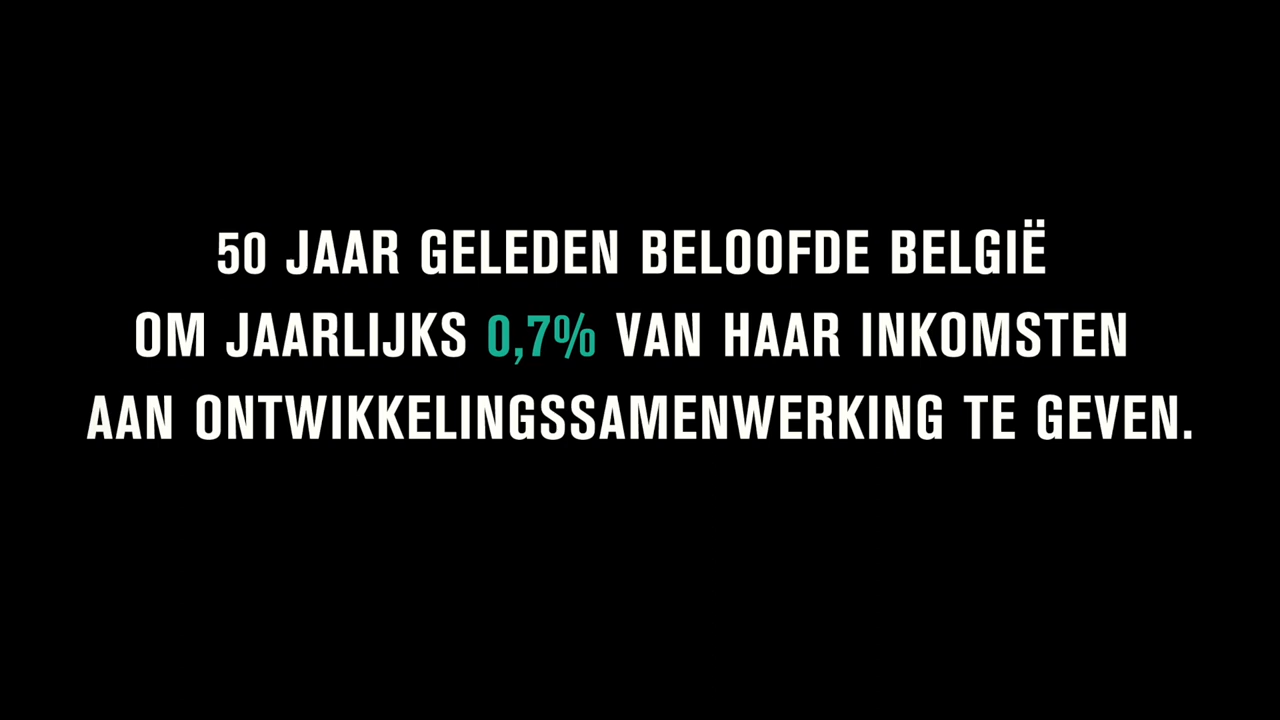 50 JAAR GELEDEN BELOOFDE BELGIË
OM JAARLIJKS 0,7% VAN HAAR INKOMSTEN
AAN ONTWIKKELINGSSAMENWERKING TE GEVEN.